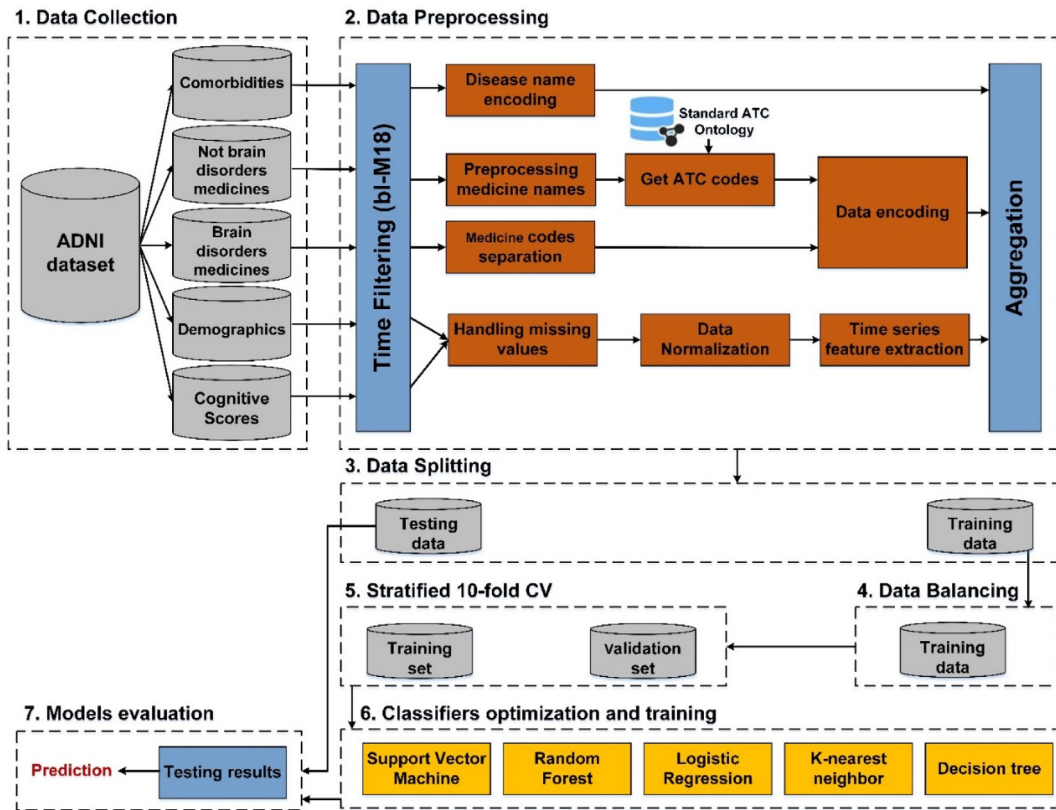 1. Data Collection
2. Data Preprocessing
ADNI
dataset
Comorbidities
Not brain
disorders
medicines
Brain
disorders
medicines
Demographics
Cognitive
Scores
Time Filtering (bl-M18)
Disease name
encoding
Standard ATC
Ontology
Preprocessing
medicine names
Get ATC codes
Medicine codes
separation
Data encoding
Handling missing
values
Data
Normalization
Time series
feature extraction
Aggregation
3. Data Splitting
Testing
data
Training
data
5. Stratified 10-fold CV
4. Data Balancing
Training
set
Validation
set
Training
data
7. Models evaluation
6. Classifiers optimization and training
Prediction
Testing results
Support Vector
Machine
Random
Forest
Logistic
Regression
K-nearest
neighbor
Decision tree